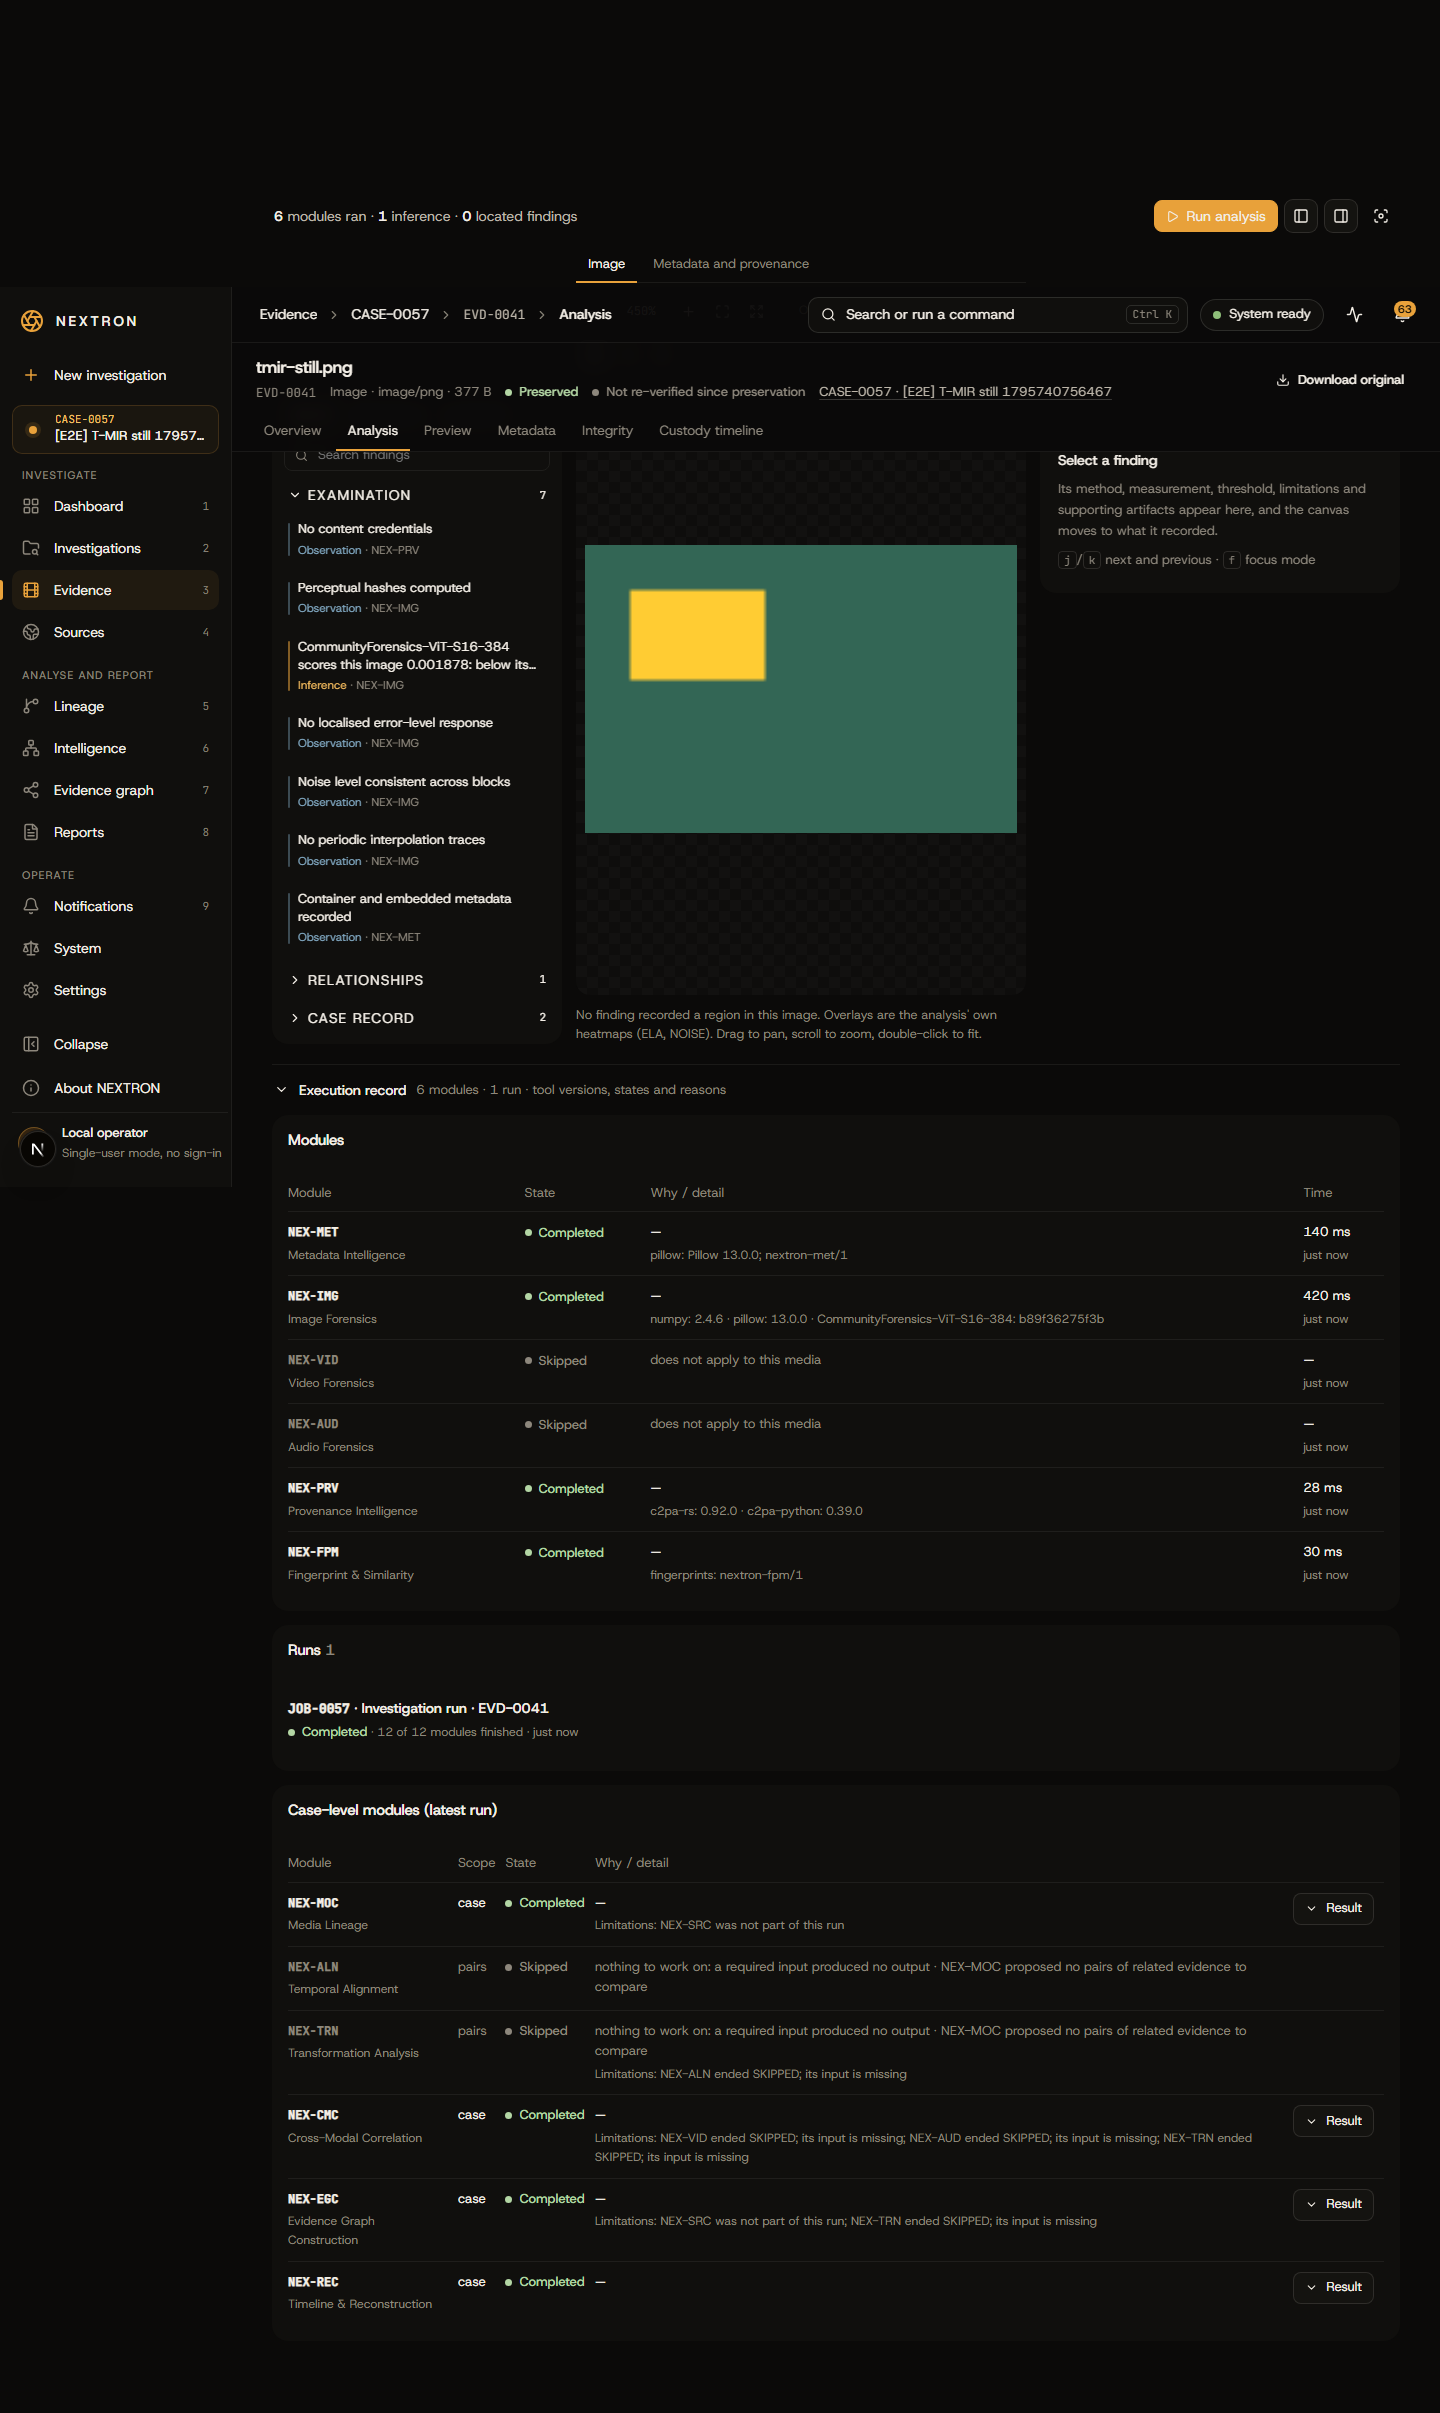 6 modules ran · 1 inference · 0 located findings
Run analysis
Image
Metadata and provenance
NEXTRON
Evidence
CASE-0057
EVD-0041
Analysis
459%
Search or run a command
Ctrl K
System ready
63
New investigation
CASE-0057
[E2E] T-MIR still 17957…
tmir-still.png
EVD-0041
Image · image/png · 377 B
Preserved
Not re-verified since preservation
CASE-0057 · [E2E] T-MIR still 1795740756467
Download original
Overview
Analysis
Preview
Metadata
Integrity
Custody timeline
INVESTIGATE
Dashboard 1
Investigations 2
Evidence 3
Sources 4
ANALYSE AND REPORT
Lineage 5
Intelligence 6
Evidence graph 7
Reports 8
OPERATE
Notifications 9
System
Settings
Collapse
About NEXTRON
N
Local operator
Single-user mode, no sign-in
Search findings
EXAMINATION 7
No content credentials
Observation · NEX-PRV
Perceptual hashes computed
Observation · NEX-IMG
CommunityForensics-ViT-S16-384
scores this image 0.001878: below its…
Inference · NEX-IMG
No localised error-level response
Observation · NEX-IMG
Noise level consistent across blocks
Observation · NEX-IMG
No periodic interpolation traces
Observation · NEX-IMG
Container and embedded metadata
recorded
Observation · NEX-MET
RELATIONSHIPS 1
CASE RECORD 2
No finding recorded a region in this image. Overlays are the analysis' own
heatmaps (ELA, NOISE). Drag to pan, scroll to zoom, double-click to fit.
Select a finding
Its method, measurement, threshold, limitations and
supporting artifacts appear here, and the canvas
moves to what it recorded.
j / k next and previous · f focus mode
Execution record 6 modules · 1 run · tool versions, states and reasons
Modules
Module State Why / detail Time
NEX-MET Completed — 140 ms
Metadata Intelligence pillow: Pillow 13.0.0; nextron-met/1 just now
NEX-IMG Completed — 420 ms
Image Forensics numpy: 2.4.6 · pillow: 13.0.0 · CommunityForensics-ViT-S16-384: b89f36275f3b just now
NEX-VID Skipped does not apply to this media —
Video Forensics just now
NEX-AUD Skipped does not apply to this media —
Audio Forensics just now
NEX-PRV Completed — 28 ms
Provenance Intelligence c2pa-rs: 0.92.0 · c2pa-python: 0.39.0 just now
NEX-FPM Completed — 30 ms
Fingerprint & Similarity fingerprints: nextron-fpm/1 just now
Runs 1
JOB-0057 · Investigation run · EVD-0041
Completed · 12 of 12 modules finished · just now
Case-level modules (latest run)
Module Scope State Why / detail
NEX-MOC case Completed — Result
Media Lineage Limitations: NEX-SRC was not part of this run
NEX-ALN pairs Skipped nothing to work on: a required input produced no output · NEX-MOC proposed no pairs of related evidence to
Temporal Alignment compare
NEX-TRN pairs Skipped nothing to work on: a required input produced no output · NEX-MOC proposed no pairs of related evidence to
Transformation Analysis compare
Limitations: NEX-ALN ended SKIPPED; its input is missing
NEX-CMC case Completed — Result
Cross-Modal Correlation Limitations: NEX-VID ended SKIPPED; its input is missing; NEX-AUD ended SKIPPED; its input is missing; NEX-TRN ended
SKIPPED; its input is missing
NEX-EGC case Completed — Result
Evidence Graph Limitations: NEX-SRC was not part of this run; NEX-TRN ended SKIPPED; its input is missing
Construction
NEX-REC case Completed — Result
Timeline & Reconstruction